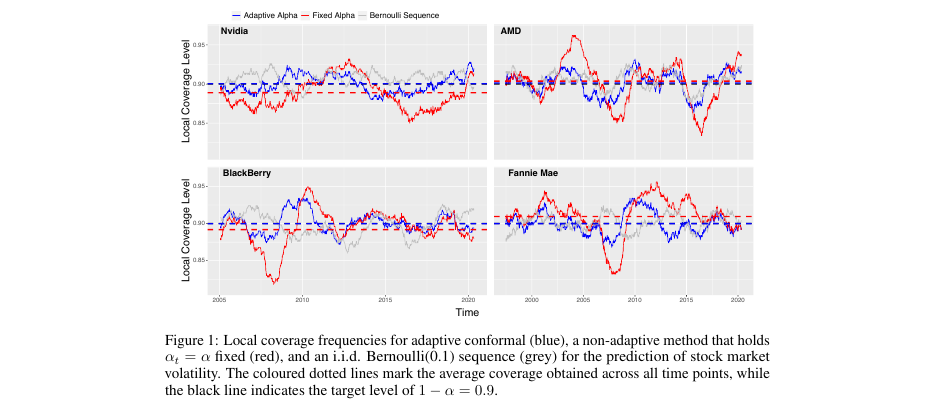 Adaptive Alpha Fixed Alpha Bernoulli Sequence
Nvidia
AMD
Local Coverage Level
0.95
0.90
0.85
BlackBerry
Fannie Mae
Local Coverage Level
0.95
0.90
0.85
2005 2010 2015 2020
2000 2005 2010 2015 2020
Time
Figure 1: Local coverage frequencies for adaptive conformal (blue), a non-adaptive method that holds
αt = α fixed (red), and an i.i.d. Bernoulli(0.1) sequence (grey) for the prediction of stock market
volatility. The coloured dotted lines mark the average coverage obtained across all time points, while
the black line indicates the target level of 1 − α = 0.9.